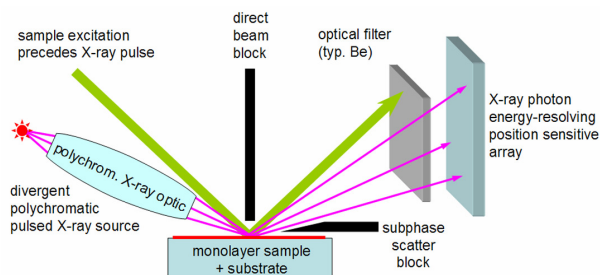 sample excitation
precedes X-ray pulse
direct
beam
block
optical filter
(typ. Be)
X-ray photon
energy-resolving
position sensitive
array
polychrom. X-ray optic
divergent
polychromatic
pulsed X-ray source
subphase
scatter
block
monolayer sample
+ substrate